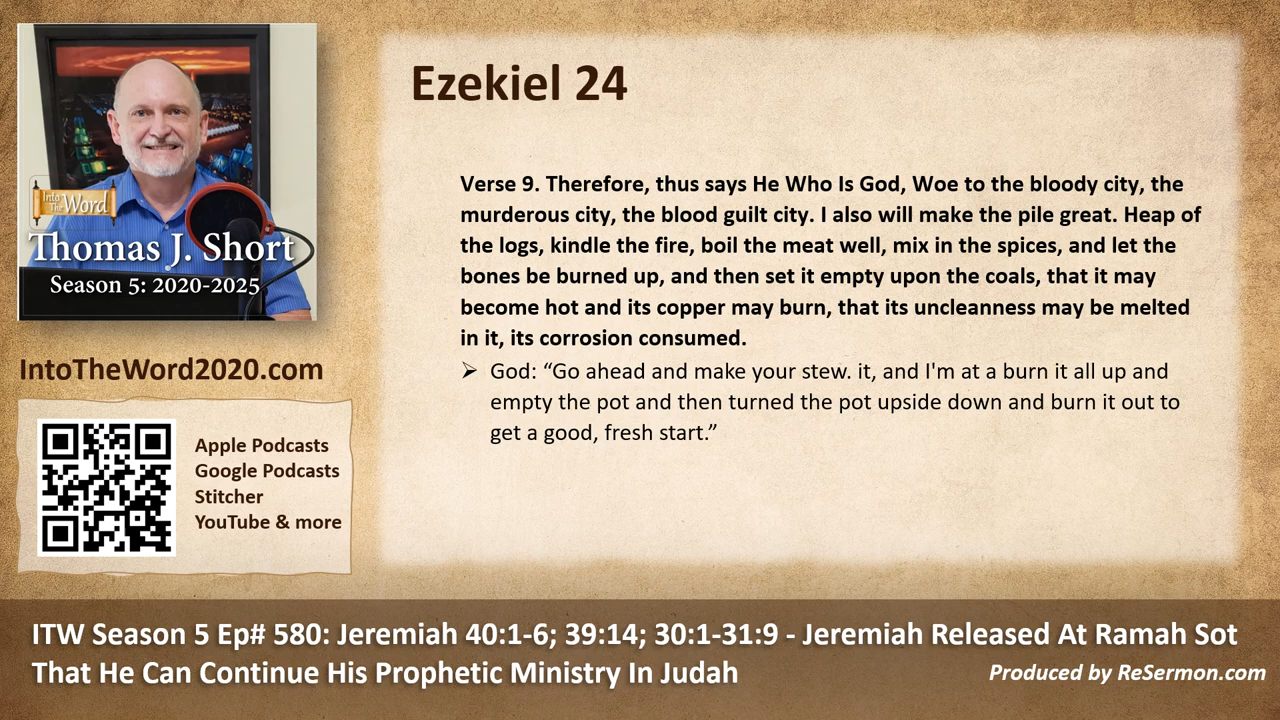 Into
The Word
Thomas J. Short
Season 5: 2020-2025
IntoTheWord2020.com
Apple Podcasts
Google Podcasts
Stitcher
YouTube & more
Ezekiel 24
Verse 9. Therefore, thus says He Who Is God, Woe to the bloody city, the
murderous city, the blood guilt city. I also will make the pile great. Heap of
the logs, kindle the fire, boil the meat well, mix in the spices, and let the
bones be burned up, and then set it empty upon the coals, that it may
become hot and its copper may burn, that its uncleanness may be melted
in it, its corrosion consumed.
➢ God: “Go ahead and make your stew. it, and I'm at a burn it all up and
empty the pot and then turned the pot upside down and burn it out to
get a good, fresh start.”
ITW Season 5 Ep# 580: Jeremiah 40:1-6; 39:14; 30:1-31:9 - Jeremiah Released At Ramah Sot
That He Can Continue His Prophetic Ministry In Judah
Produced by ReSermon.com